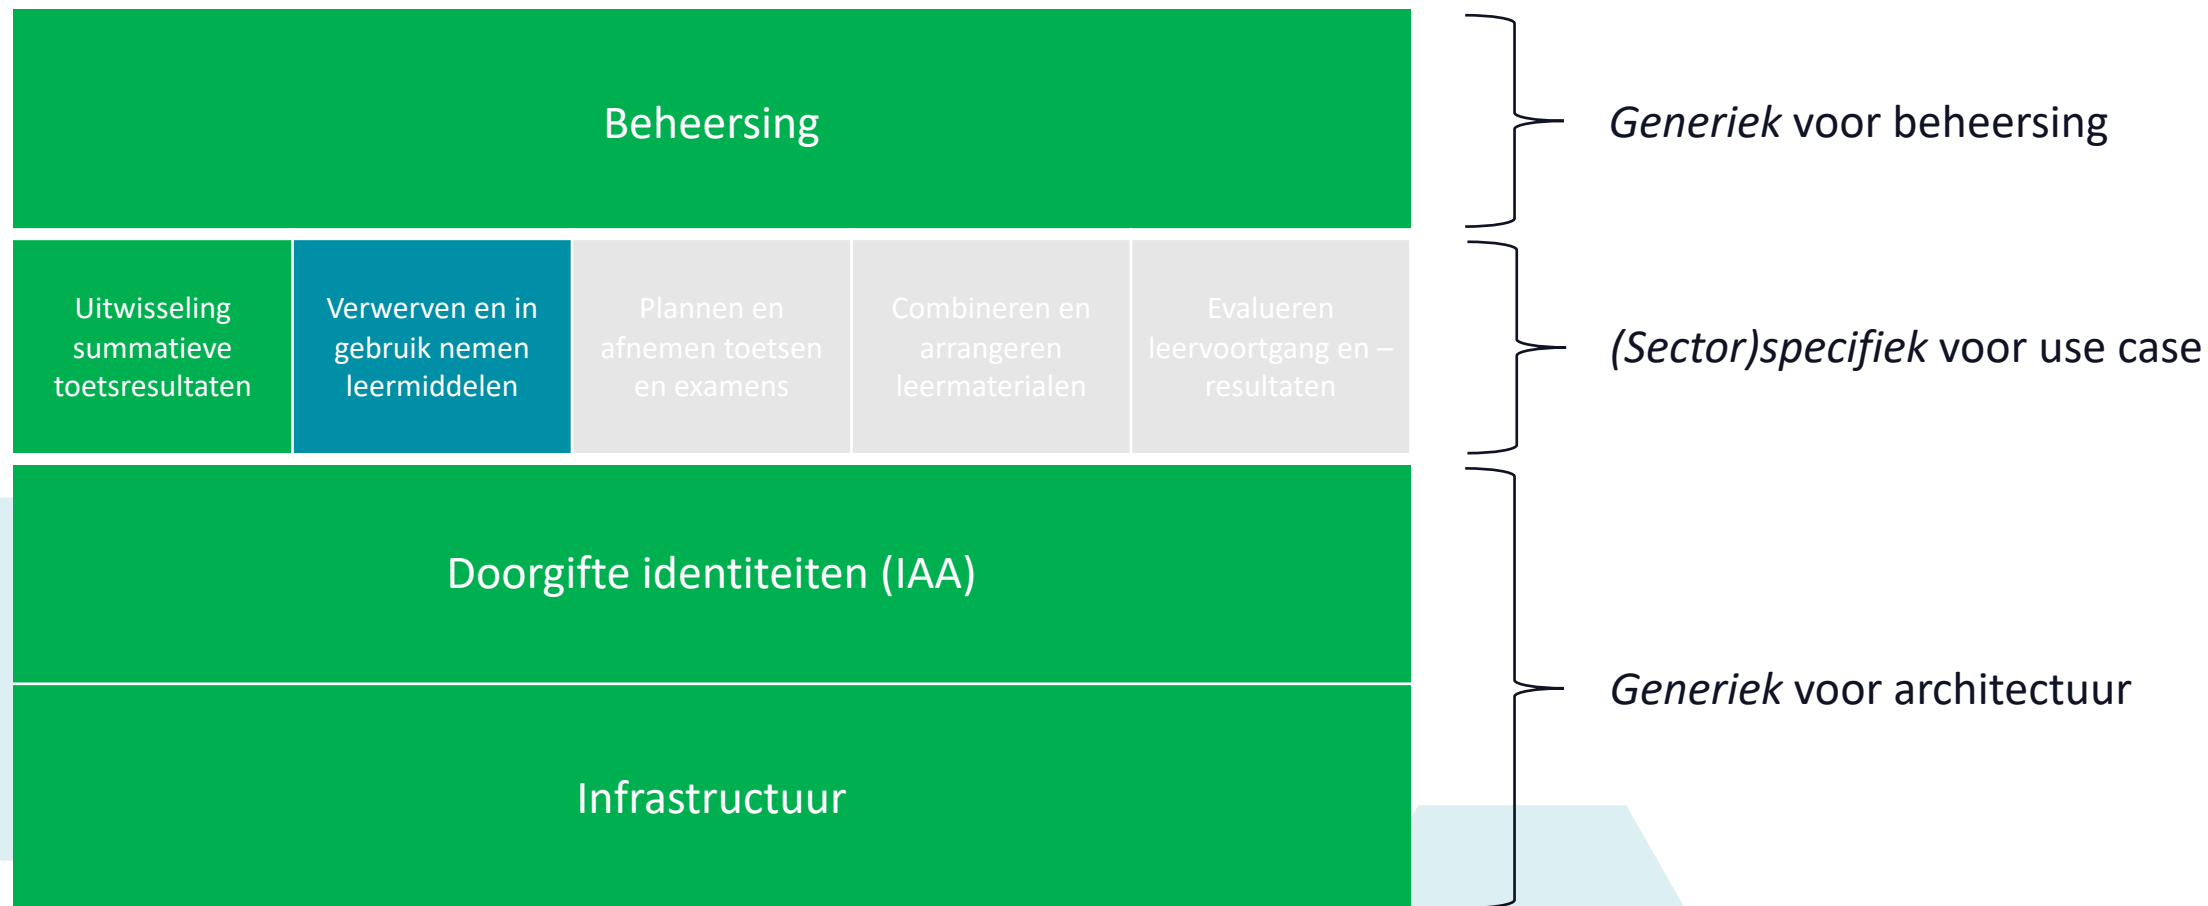 Beheersing
Generiek voor beheersing
Uitwisseling
summatieve
toetsresultaten
Verwerven en in
gebruik nemen
leermiddelen
Plannen en
afnemen toetsen
en examens
Combineren en
arrangeren
leermaterialen
Evalueren
leervoortgang en –
resultaten
(Sector)specifiek voor use case
Doorgifte identiteiten (IAA)
Infrastructuur
Generiek voor architectuur